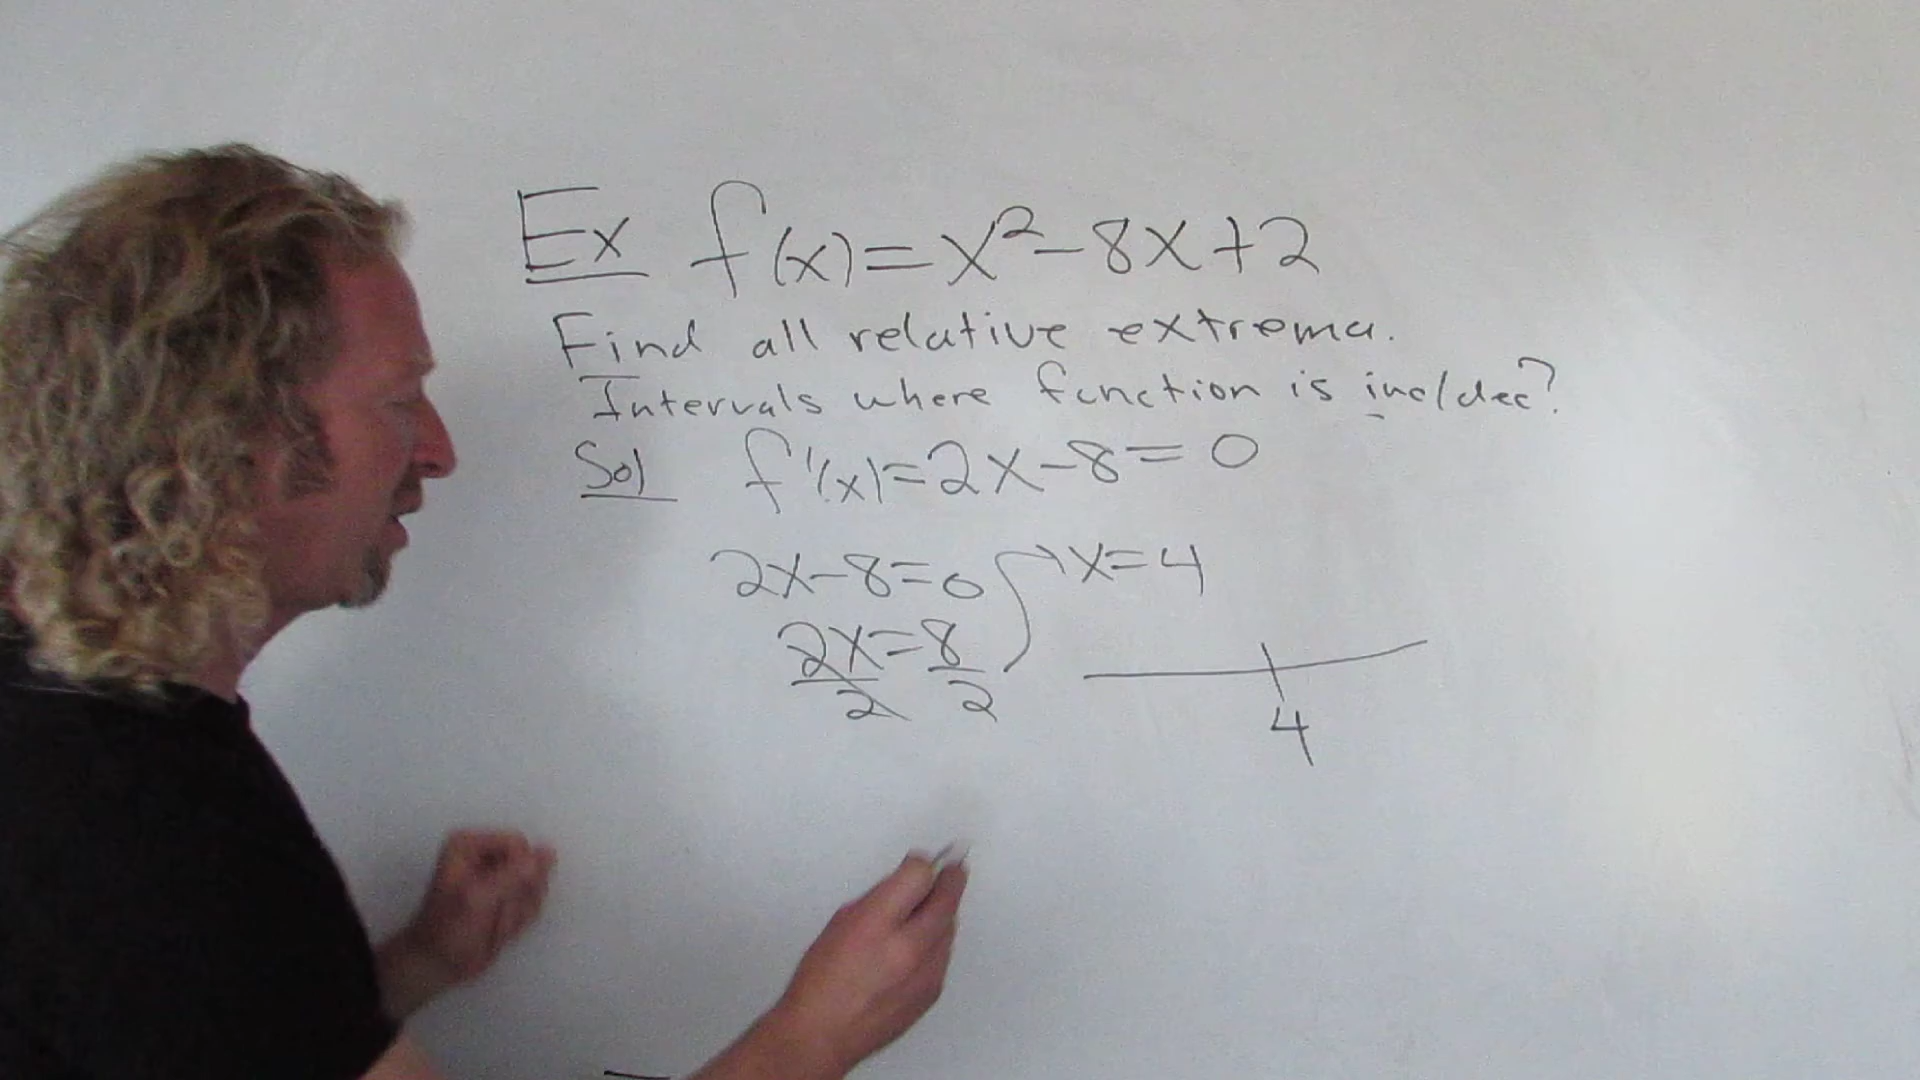 Ex f(x)=x²-8x+2
Find all relative extrema.
Intervals where function is inc/dec?
Sol f'(x)=2x-8=0
2x-8=0 → x=4
2x/2=8/2
4